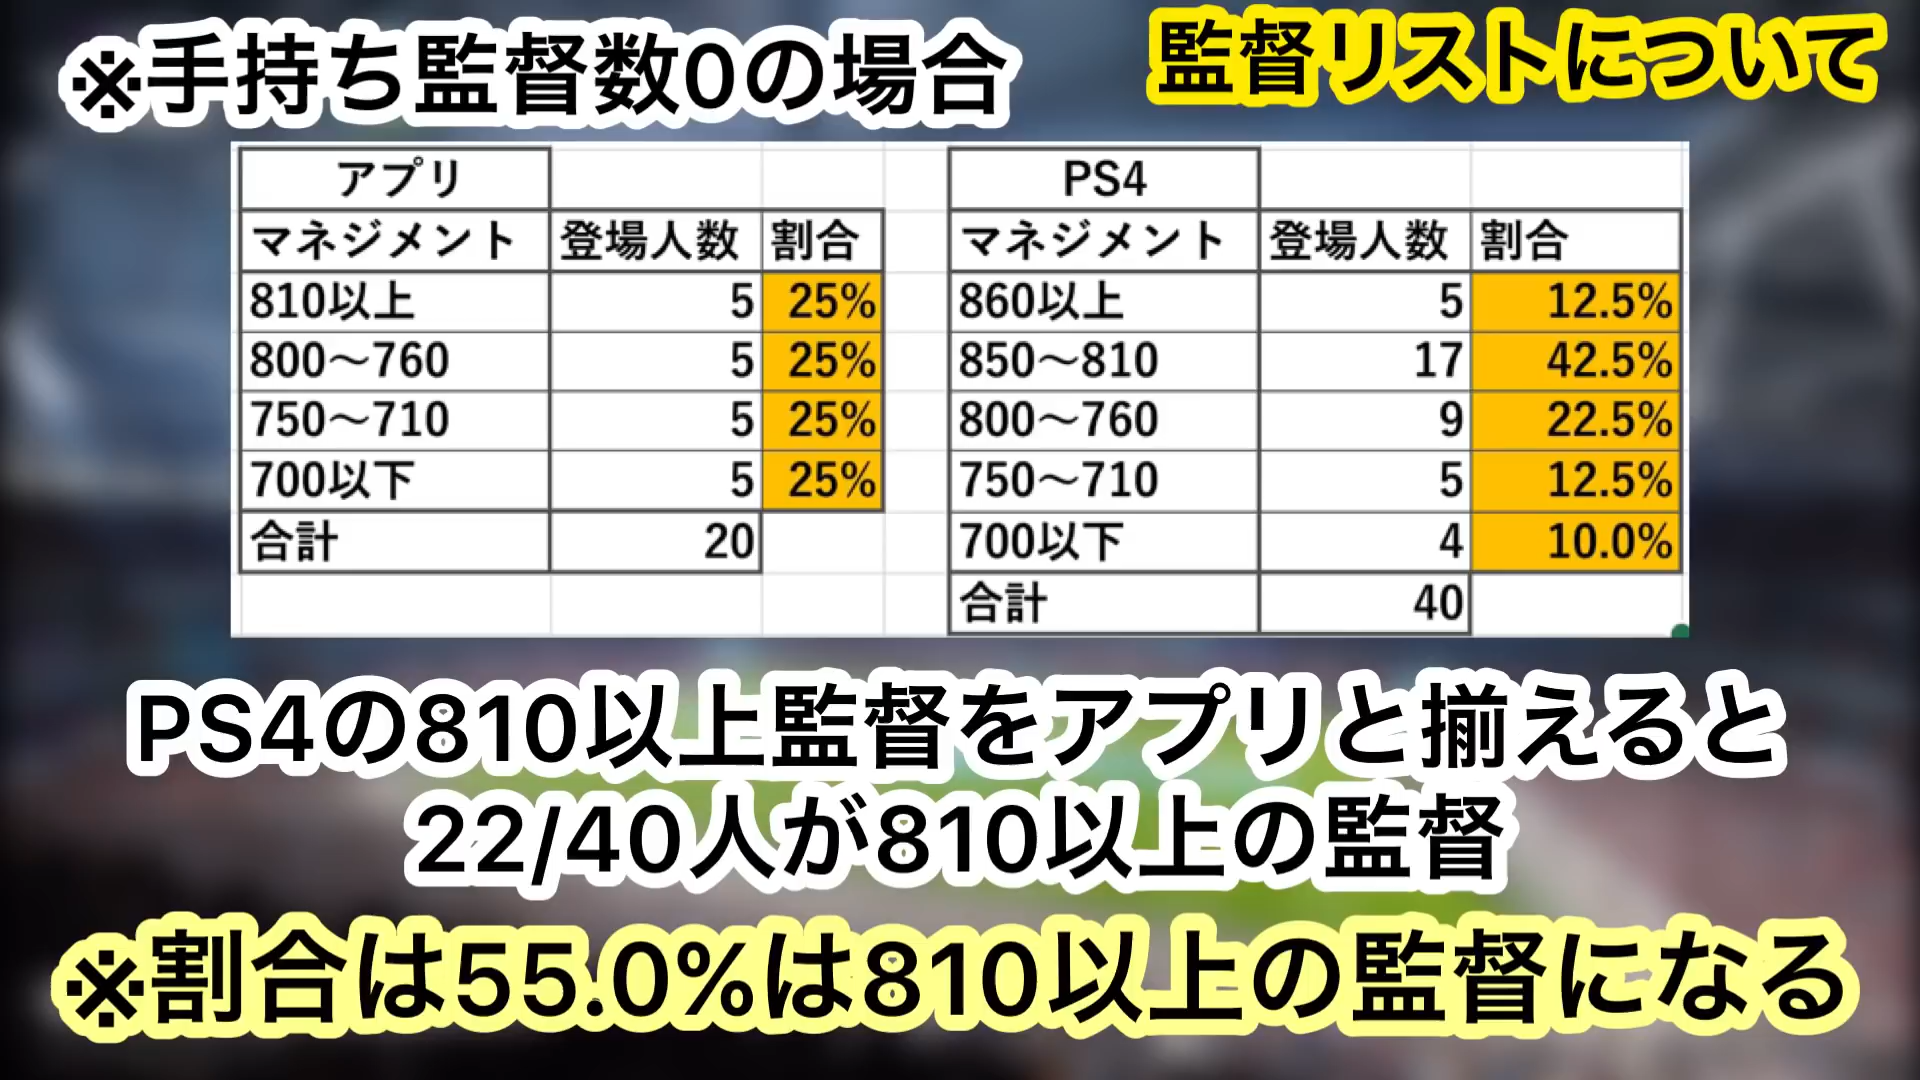 ※手持ち監督数0の場合
監督リストについて
アプリ
マネジメント 登場人数 割合
810以上 5 25%
800～760 5 25%
750～710 5 25%
700以下 5 25%
合計 20
PS4
マネジメント 登場人数 割合
860以上 5 12.5%
850～810 17 42.5%
800～760 9 22.5%
750～710 5 12.5%
700以下 4 10.0%
合計 40
PS4の810以上監督をアプリと揃えると
22/40人が810以上の監督
※割合は55.0%は810以上の監督になる